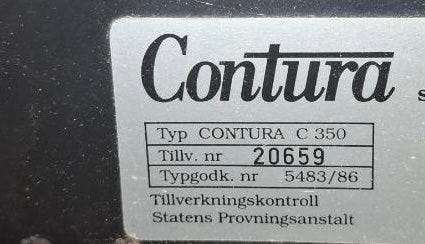 Contura
Typ CONTURA C 350
Tillv. nr 20659
Typgodk. nr 5483/86
Tillverkningskontroll
Statens Provningsanstalt